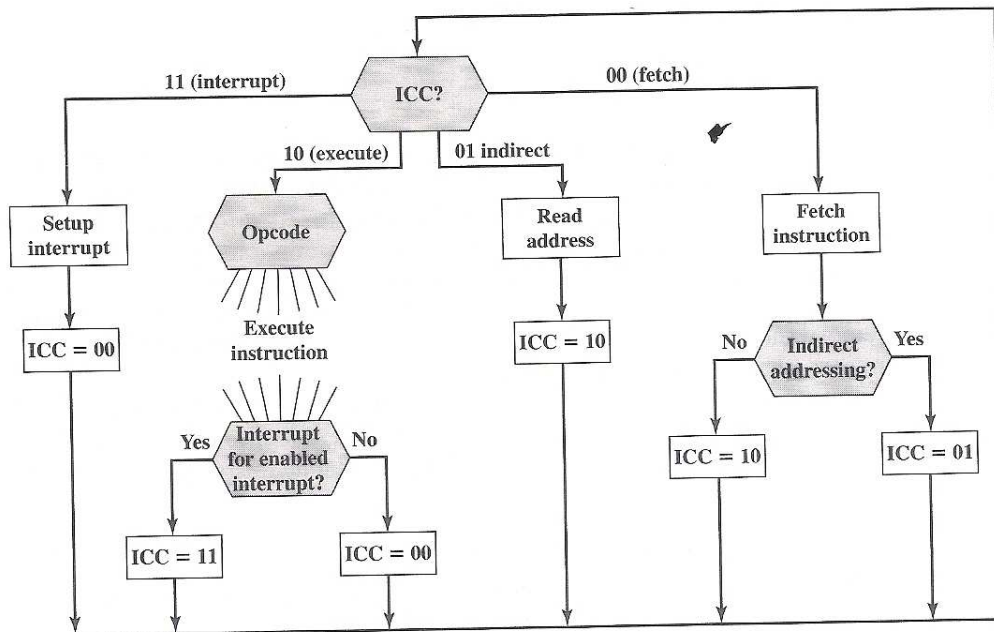 11 (interrupt)
ICC?
00 (fetch)
10 (execute)
01 indirect
Setup
interrupt
Opcode
Read
address
Fetch
instruction
ICC = 00
Execute
instruction
ICC = 10
No
Indirect
addressing?
Yes
Yes
Interrupt
for enabled
interrupt?
No
ICC = 10
ICC = 01
ICC = 11
ICC = 00